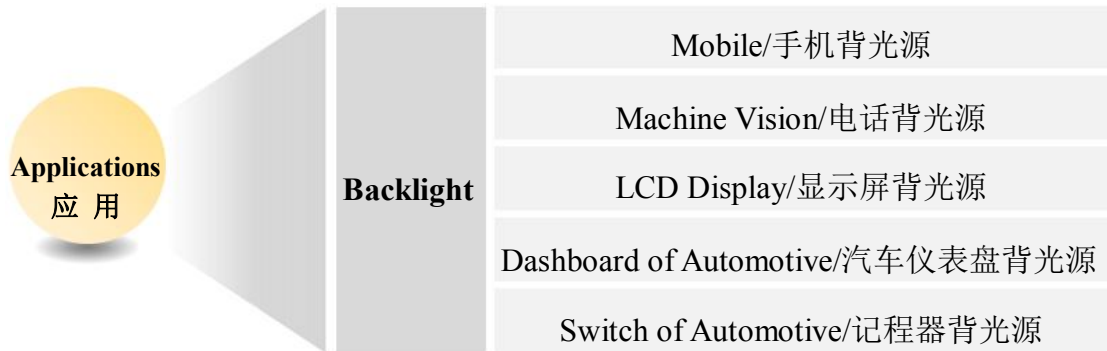 Applications
应 用
Backlight
Mobile/手机背光源
Machine Vision/电话背光源
LCD Display/显示屏背光源
Dashboard of Automotive/汽车仪表盘背光源
Switch of Automotive/记程器背光源